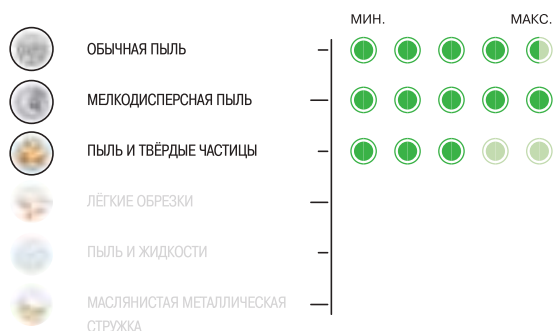 МИН. МАКС.
ОБЫЧНАЯ ПЫЛЬ
МЕЛКОДИСПЕРСНАЯ ПЫЛЬ
ПЫЛЬ И ТВЁРДЫЕ ЧАСТИЦЫ
ЛЁГКИЕ ОБРЕЗКИ
ПЫЛЬ И ЖИДКОСТИ
МАСЛЯНИСТАЯ МЕТАЛЛИЧЕСКАЯ
СТРУЖКА